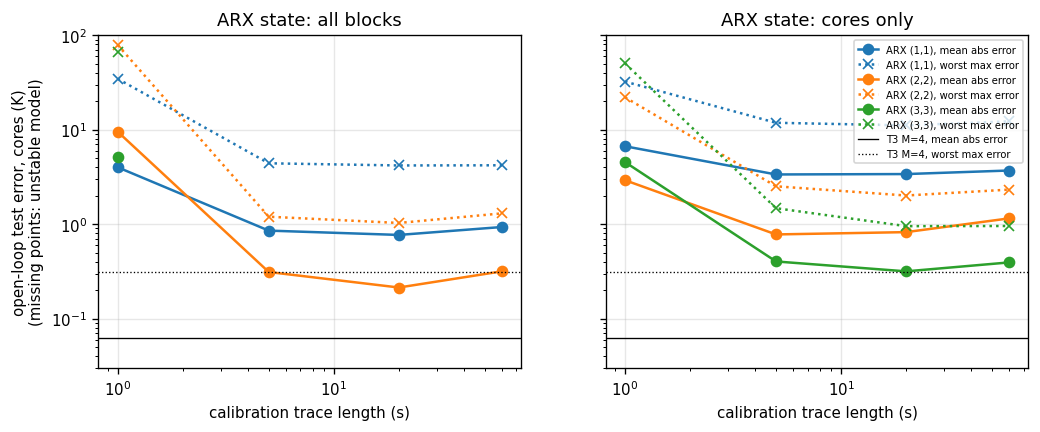 ARX state: all blocks
open-loop test error, cores (K)
(missing points: unstable model)
10²
10¹
10⁰
10⁻¹
10⁰
10¹
calibration trace length (s)
ARX state: cores only
ARX (1,1), mean abs error
ARX (1,1), worst max error
ARX (2,2), mean abs error
ARX (2,2), worst max error
ARX (3,3), mean abs error
ARX (3,3), worst max error
T3 M=4, mean abs error
T3 M=4, worst max error
10⁰
10¹
calibration trace length (s)